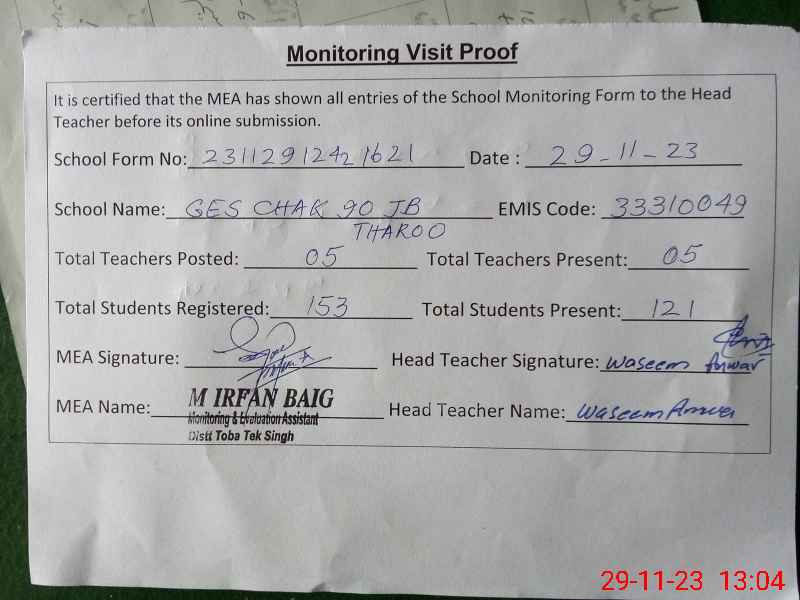 Monitoring Visit Proof
It is certified that the MEA has shown all entries of the School Monitoring Form to the Head
Teacher before its online submission.
School Form No: 2311291242 1621 Date : 29-11-23
School Name: GES CHAK 90 JB EMIS Code: 33310049
THAROO
Total Teachers Posted: 05 Total Teachers Present: 05
Total Students Registered: 153 Total Students Present: 121
MEA Signature: Head Teacher Signature: Waseem Anwar
MEA Name: M IRFAN BAIG Head Teacher Name: Waseem Anwar
Monitoring & Evaluation Assistant
Distt Toba Tek Singh
29-11-23 13:04